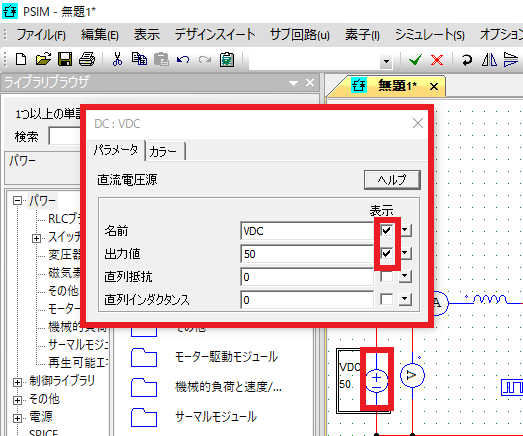 PSIM - 無題1*
ファイル(F) 編集(E) 表示 デザインスイート サブ回路(u) 素子(l) シミュレート(S) オプション
ライブラリブラウザ
無題1*
1つ以上の単語
検索
パワー
DC : VDC
パラメータ カラー
直流電圧源
ヘルプ
表示
名前 VDC
出力値 50
直列抵抗 0
直列インダクタンス 0
パワー
RLCブ
スイッチ
変圧器
磁気素
その他
モーター
機械的負荷
サーマルモジュ
再生可能エ
制御ライブラリ
その他
電源
SPICE
その他
モーター駆動モジュール
機械的負荷と速度/...
サーマルモジュール
A
VDC
50.
V